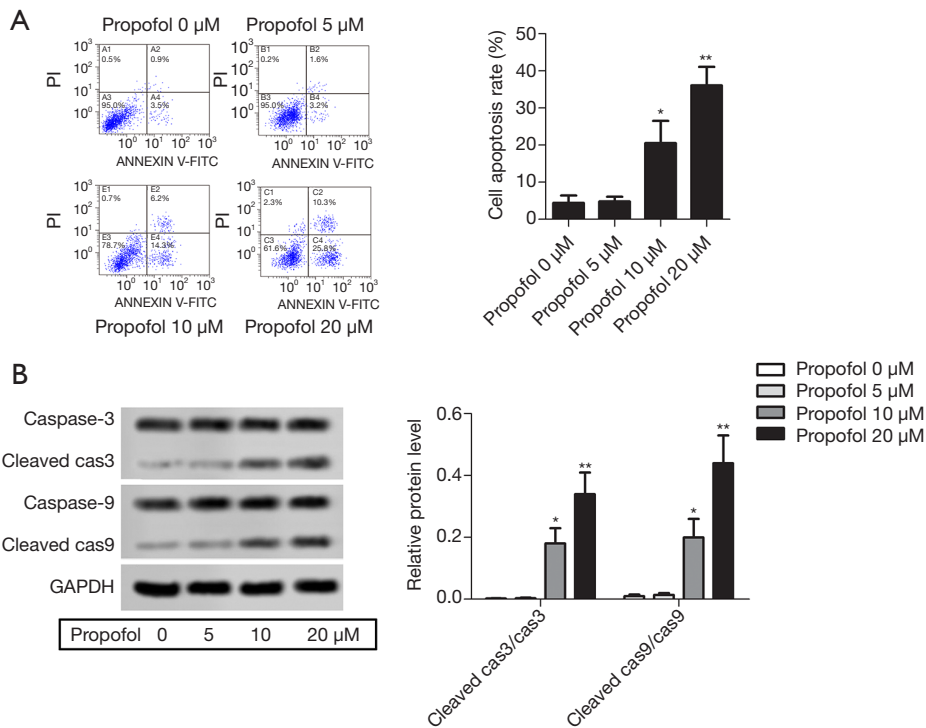 A
Propofol 0 µM
Propofol 5 µM
PI
10³
10²
10¹
10⁰
A1
0.5%
A2
0.9%
A3
95.0%
A4
3.5%
10⁰ 10¹ 10² 10³
ANNEXIN V-FITC
PI
10³
10²
10¹
10⁰
B1
0.2%
B2
1.6%
B3
95.0%
B4
3.2%
10⁰ 10¹ 10² 10³
ANNEXIN V-FITC
PI
10³
10²
10¹
10⁰
E1
0.7%
E2
6.2%
E3
78.7%
E4
14.3%
10⁰ 10¹ 10² 10³
ANNEXIN V-FITC
Propofol 10 µM
PI
10³
10²
10¹
10⁰
C1
2.3%
C2
10.3%
C3
61.6%
C4
25.8%
10⁰ 10¹ 10² 10³
ANNEXIN V-FITC
Propofol 20 µM
Cell apoptosis rate (%)
50
40
30
20
10
0
*
**
Propofol 0 µM
Propofol 5 µM
Propofol 10 µM
Propofol 20 µM
B
Caspase-3
Cleaved cas3
Caspase-9
Cleaved cas9
GAPDH
Propofol 0 5 10 20 µM
Propofol 0 µM
Propofol 5 µM
Propofol 10 µM
Propofol 20 µM
Relative protein level
0.6
0.4
0.2
0.0
*
**
*
**
Cleaved cas3/cas3
Cleaved cas9/cas9